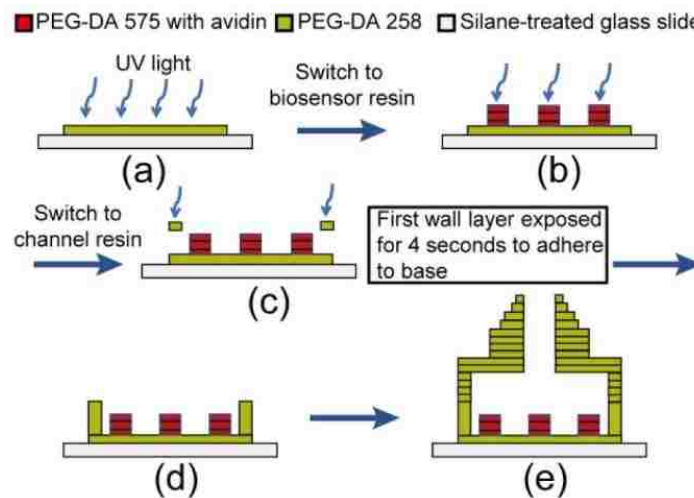 PEG-DA 575 with avidin PEG-DA 258 Silane-treated glass slide
UV light
Switch to
biosensor resin
(a)
(b)
Switch to
channel resin
(c)
First wall layer exposed
for 4 seconds to adhere
to base
(d)
(e)